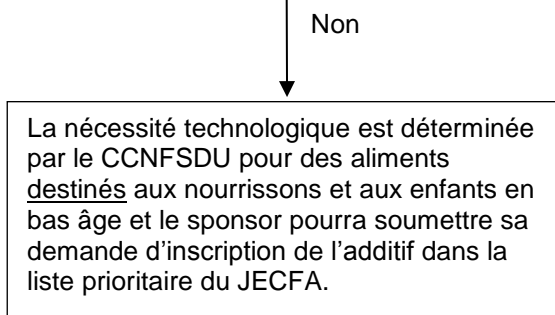 Non
La nécessité technologique est déterminée
par le CCNFSDU pour des aliments
destinés aux nourrissons et aux enfants en
bas âge et le sponsor pourra soumettre sa
demande d’inscription de l’additif dans la
liste prioritaire du JECFA.